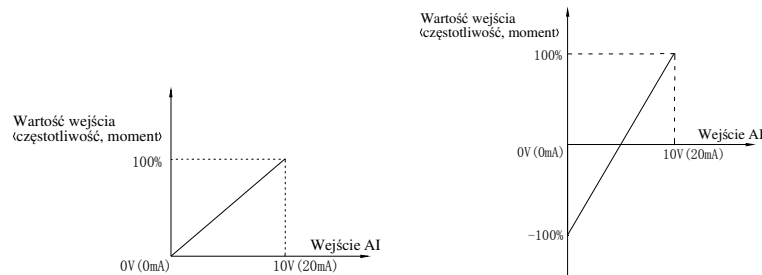 Wartość wejścia
(częstotliwość, moment)
100%
Wejście AI
0V(0mA)
10V(20mA)
Wartość wejścia
(częstotliwość, moment)
100%
Wejście AI
0V(0mA)
10V(20mA)
-100%